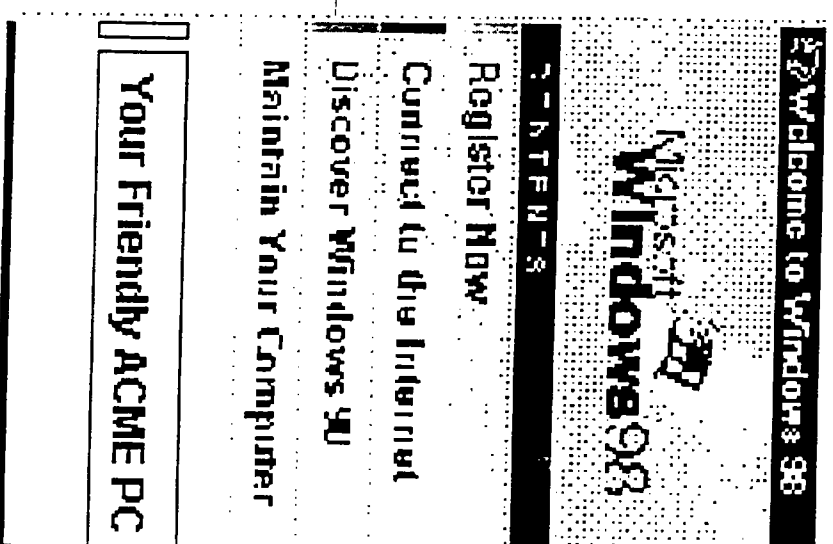 Welcome to Windows 98
Microsoft
Windows98
CONTENTS
Register Now
Connect to the Internet
Discover Windows 98
Maintain Your Computer
Your Friendly ACME PC